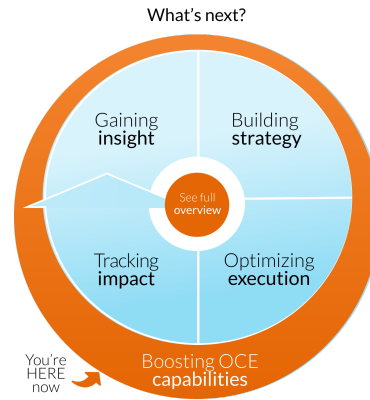 What's next?
Gaining
insight
Building
strategy
See full
overview
Tracking
impact
Optimizing
execution
You're
HERE
now
Boosting OCE
capabilities